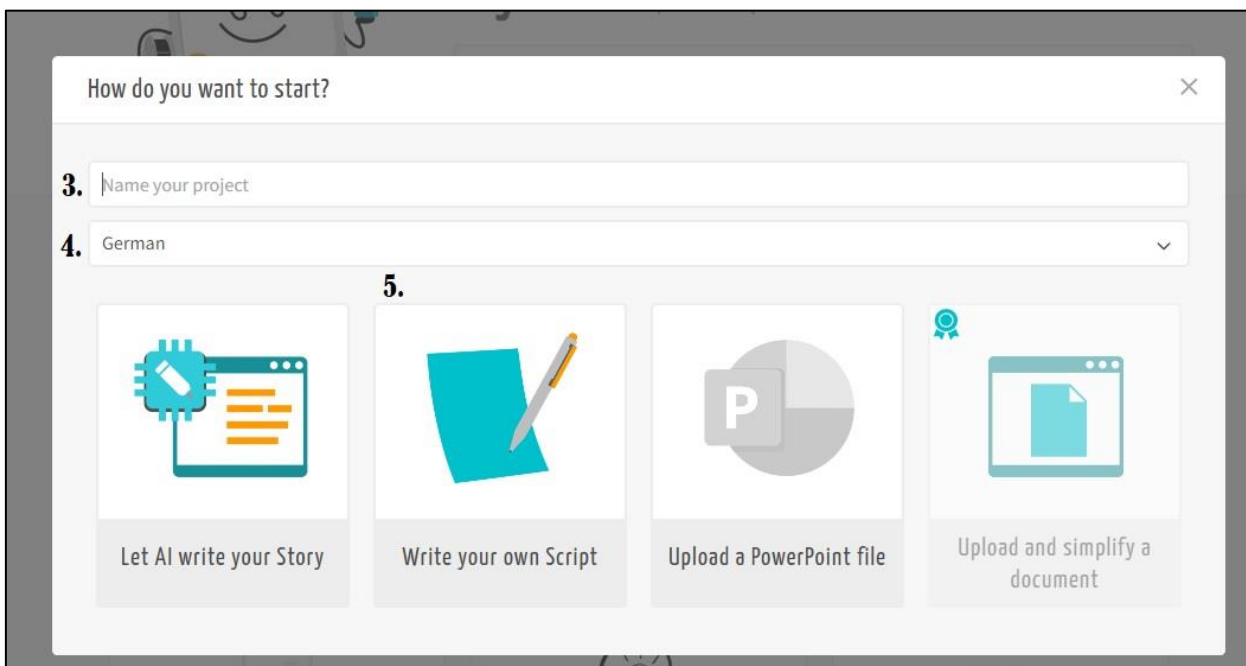 How do you want to start?
3. Name your project
4. German
5.
P
Let AI write your Story
Write your own Script
Upload a PowerPoint file
Upload and simplify a
document